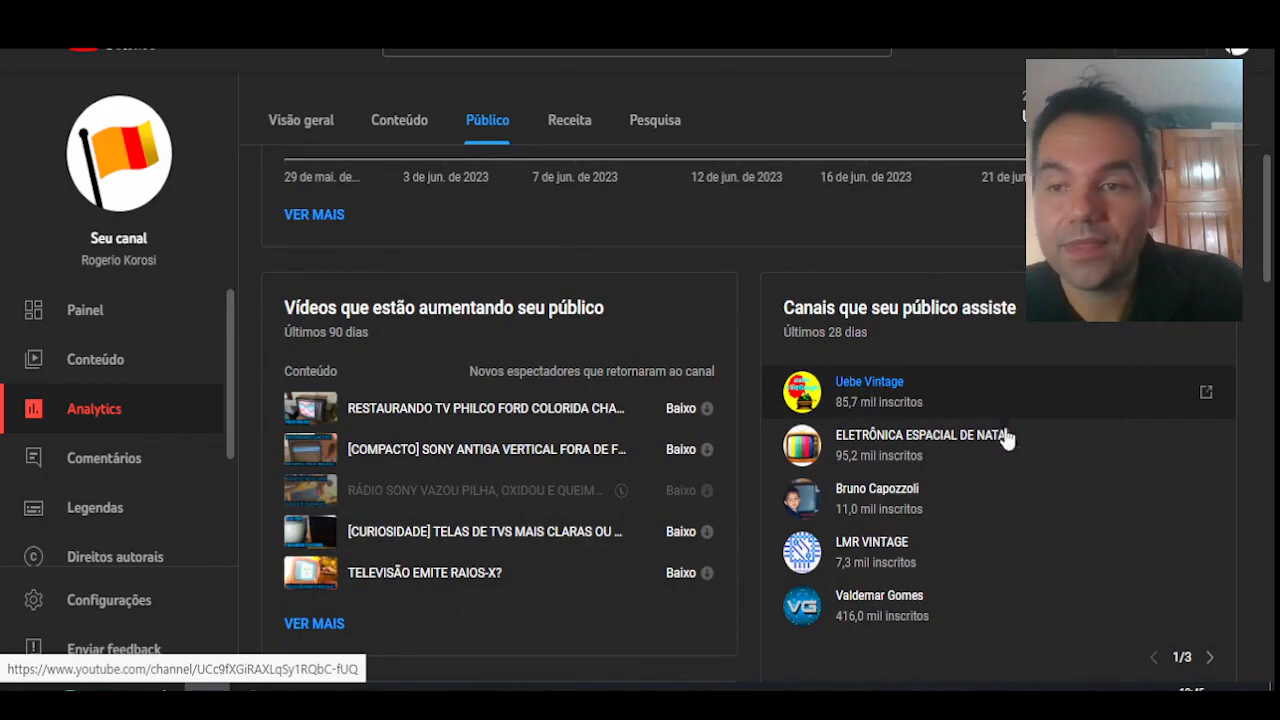 Visão geral
Conteúdo
Público
Receita
Pesquisa
Seu canal
Rogerio Korosi
Painel
Conteúdo
Analytics
Comentários
Legendas
Direitos autorais
Configurações
Enviar feedback
29 de mai. de...
3 de jun. de 2023
7 de jun. de 2023
12 de jun. de 2023
16 de jun. de 2023
21 de jun
VER MAIS
Vídeos que estão aumentando seu público
Últimos 90 dias
Conteúdo
Novos espectadores que retornaram ao canal
RESTAURANDO TV PHILCO FORD COLORIDA CHA...
Baixo
[COMPACTO] SONY ANTIGA VERTICAL FORA DE F...
Baixo
RÁDIO SONY VAZOU PILHA, OXIDOU E QUEIM...
Baixo
[CURIOSIDADE] TELAS DE TVS MAIS CLARAS OU ...
Baixo
TELEVISÃO EMITE RAIOS-X?
Baixo
VER MAIS
Canais que seu público assiste
Últimos 28 dias
Uebe Vintage
85,7 mil inscritos
ELETRÔNICA ESPACIAL DE NATAL
95,2 mil inscritos
Bruno Capozzoli
11,0 mil inscritos
LMR VINTAGE
7,3 mil inscritos
VG
Valdemar Gomes
416,0 mil inscritos
1/3
https://www.youtube.com/channel/UCc9fXGiRAXLqSy1RQbC-fUQ